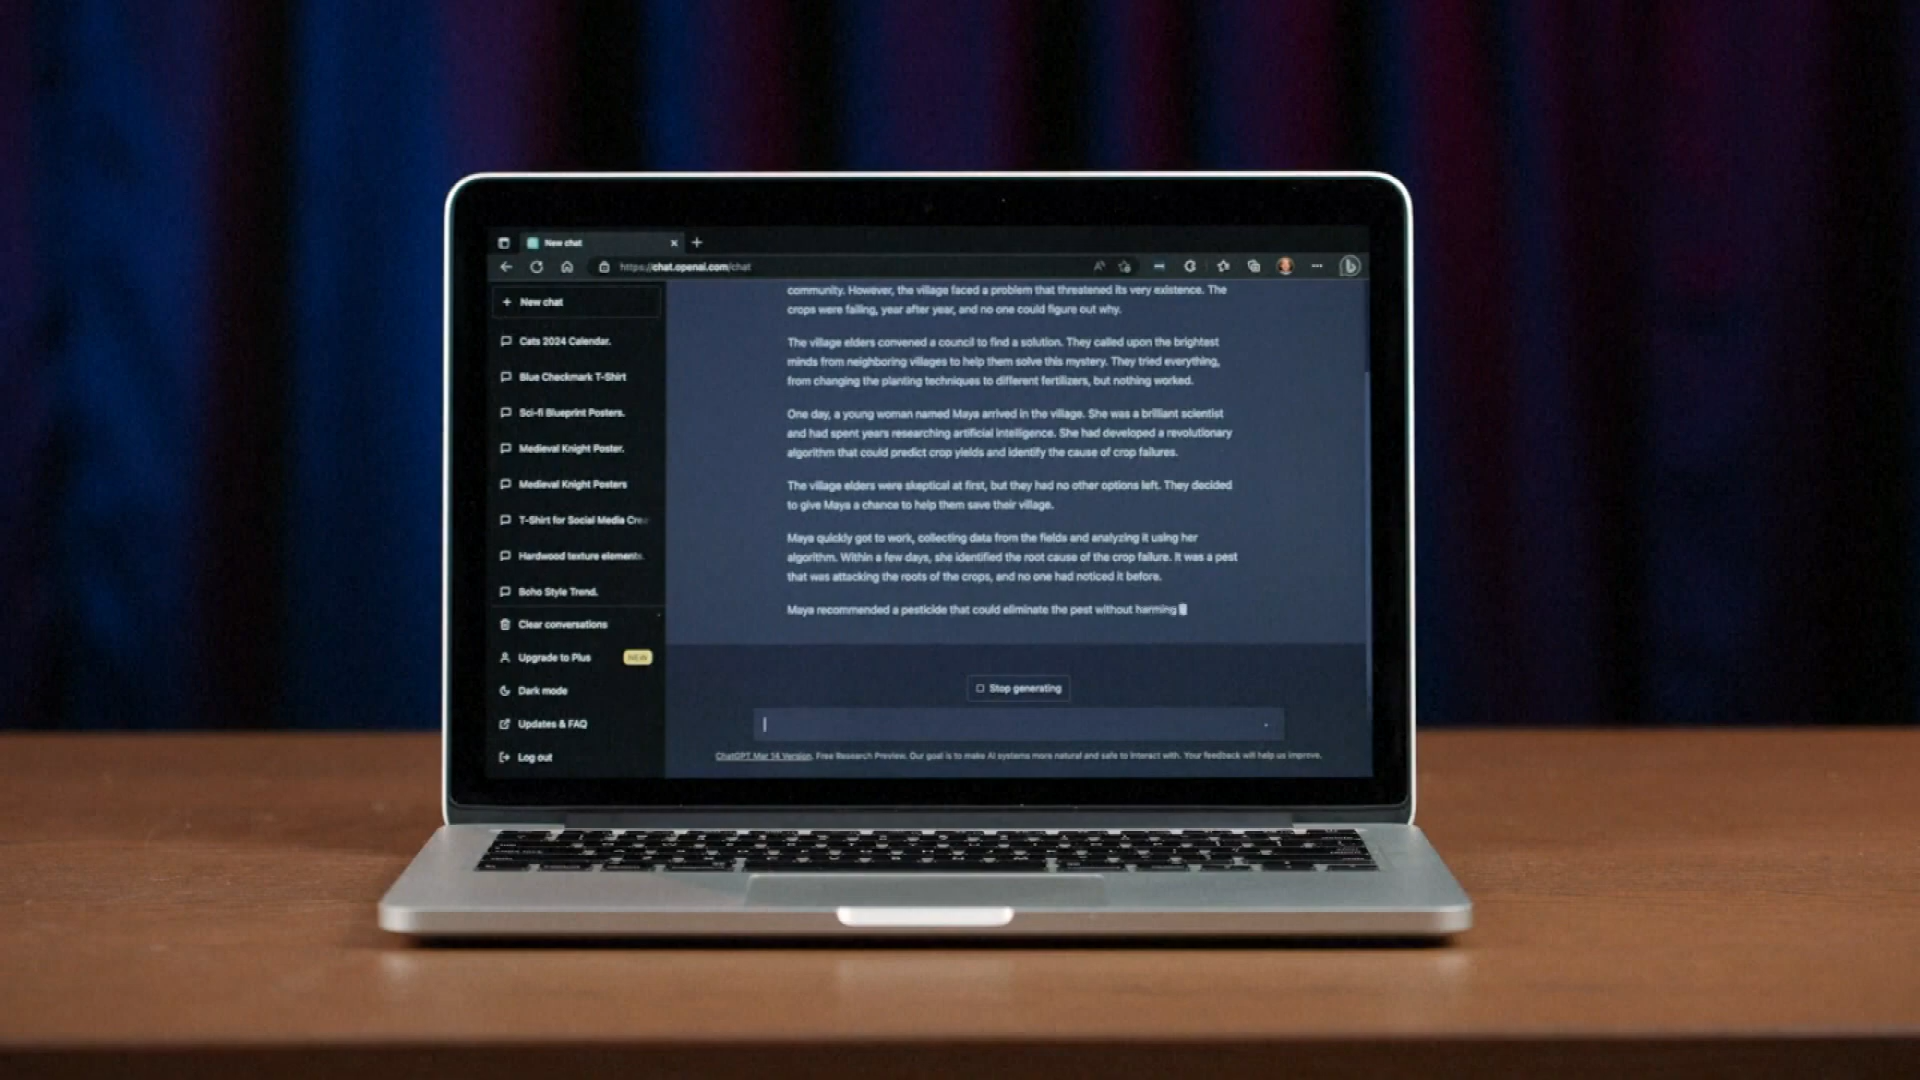 New chat
https://chat.openai.com/chat
New chat
Cats 2024 Calendar.
Blue Checkmark T-Shirt
Sci-fi Blueprint Posters.
Medieval Knight Poster.
Medieval Knight Posters
T-Shirt for Social Media Cre
Hardwood texture elements.
Boho Style Trend.
Clear conversations
Upgrade to Plus NEW
Dark mode
Updates & FAQ
Log out
community. However, the village faced a problem that threatened its very existence. The
crops were failing, year after year, and no one could figure out why.
The village elders convened a council to find a solution. They called upon the brightest
minds from neighboring villages to help them solve this mystery. They tried everything,
from changing the planting techniques to different fertilizers, but nothing worked.
One day, a young woman named Maya arrived in the village. She was a brilliant scientist
and had spent years researching artificial intelligence. She had developed a revolutionary
algorithm that could predict crop yields and identify the cause of crop failures.
The village elders were skeptical at first, but they had no other options left. They decided
to give Maya a chance to help them save their village.
Maya quickly got to work, collecting data from the fields and analyzing it using her
algorithm. Within a few days, she identified the root cause of the crop failure. It was a pest
that was attacking the roots of the crops, and no one had noticed it before.
Maya recommended a pesticide that could eliminate the pest without harming
Stop generating
ChatGPT Mar 14 Version. Free Research Preview. Our goal is to make AI systems more natural and safe to interact with. Your feedback will help us improve.